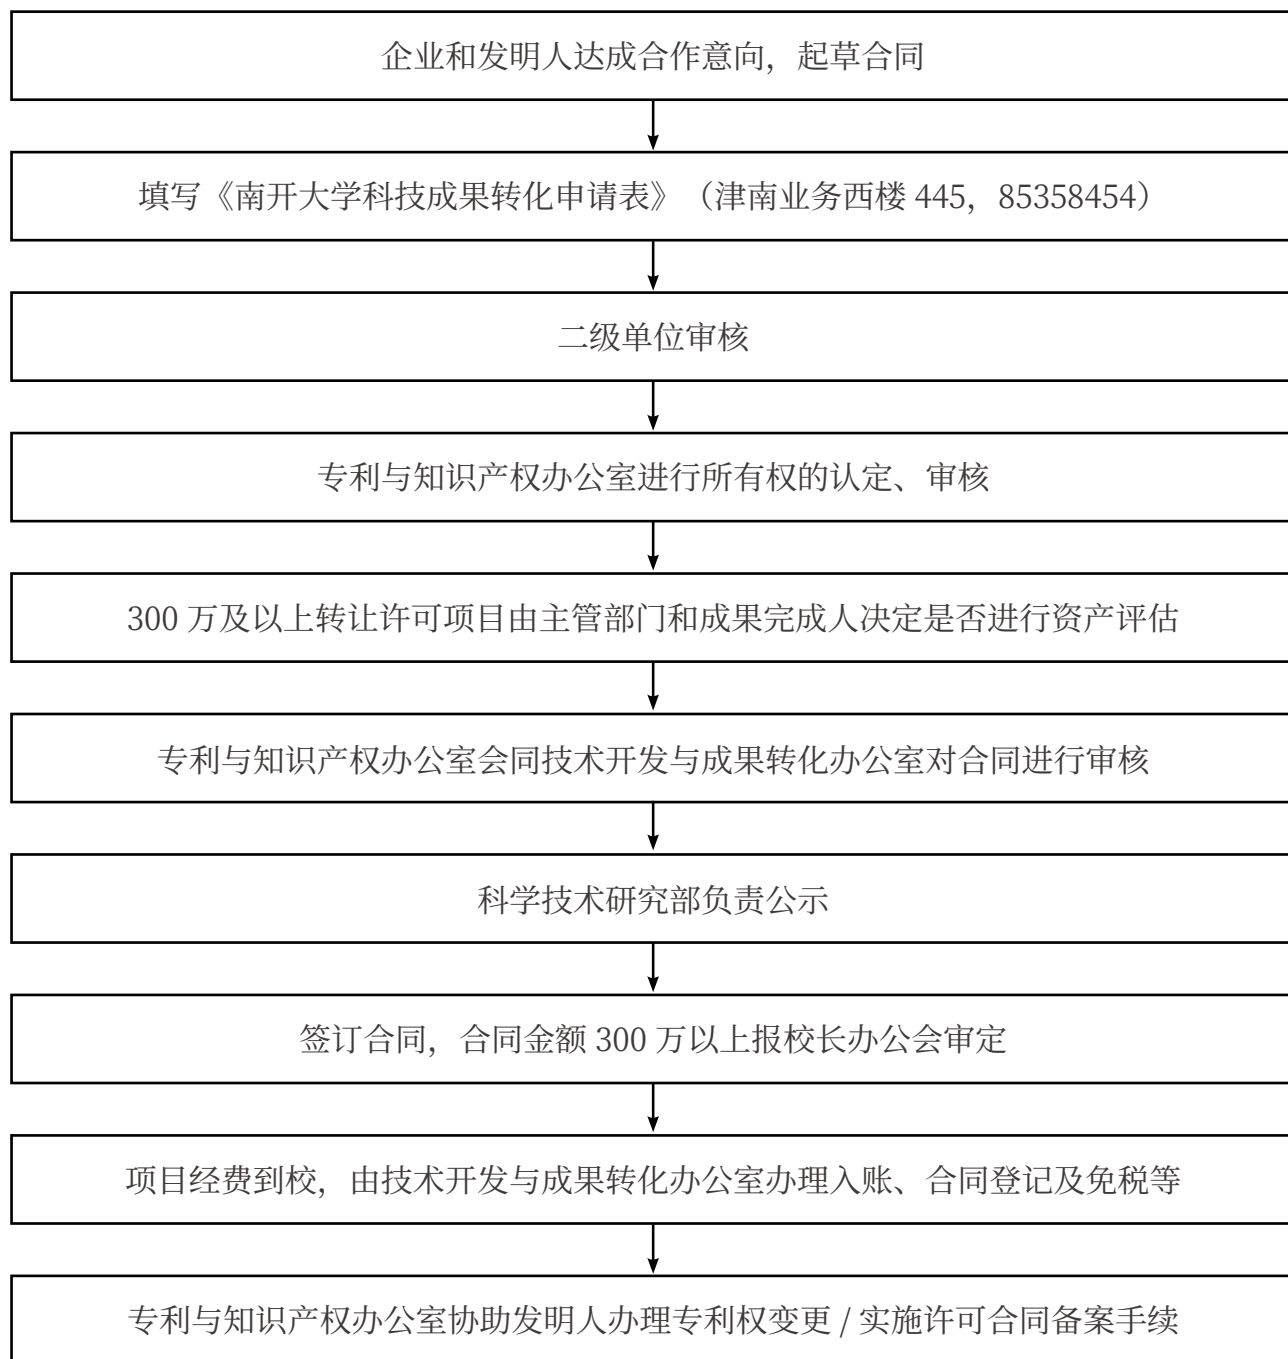 企业和发明人达成合作意向，起草合同
填写《南开大学科技成果转化申请表》（津南业务西楼 445，85358454）
二级单位审核
专利与知识产权办公室进行所有权的认定、审核
300 万及以上转让许可项目由主管部门和成果完成人决定是否进行资产评估
专利与知识产权办公室会同技术开发与成果转化办公室对合同进行审核
科学技术研究部负责公示
签订合同，合同金额 300 万以上报校长办公会审定
项目经费到校，由技术开发与成果转化办公室办理入账、合同登记及免税等
专利与知识产权办公室协助发明人办理专利权变更 / 实施许可合同备案手续